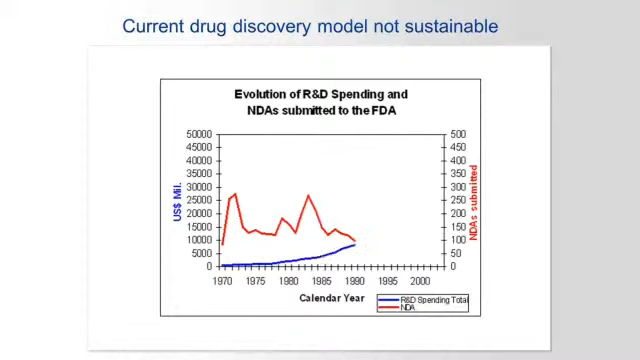 Current drug discovery model not sustainable
Evolution of R&D Spending and
NDAs submitted to the FDA
50000
45000
40000
35000
30000
25000
20000
15000
10000
5000
0
US$ Mil.
500
450
400
350
300
250
200
150
100
50
0
NDAs submitted
1970 1975 1980 1985 1990 1995 2000
Calendar Year
R&D Spending Total
NDA